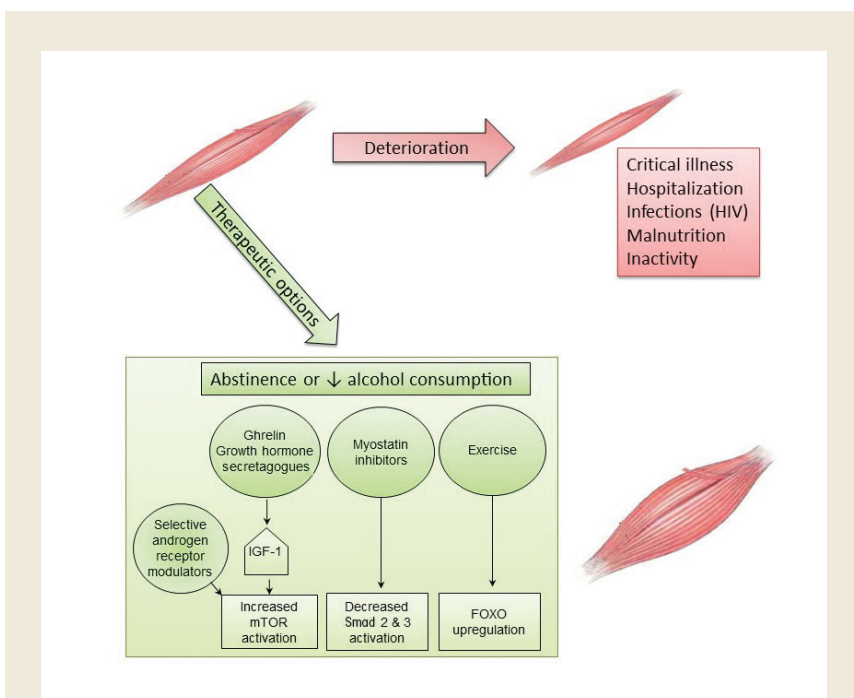 Deterioration
Critical illness
Hospitalization
Infections (HIV)
Malnutrition
Inactivity
Therapeutic options
Abstinence or ↓ alcohol consumption
Ghrelin
Growth hormone
secretagogues
Myostatin
inhibitors
Exercise
Selective
androgen
receptor
modulators
IGF-1
Increased
mTOR
activation
Decreased
Smad 2 & 3
activation
FOXO
upregulation